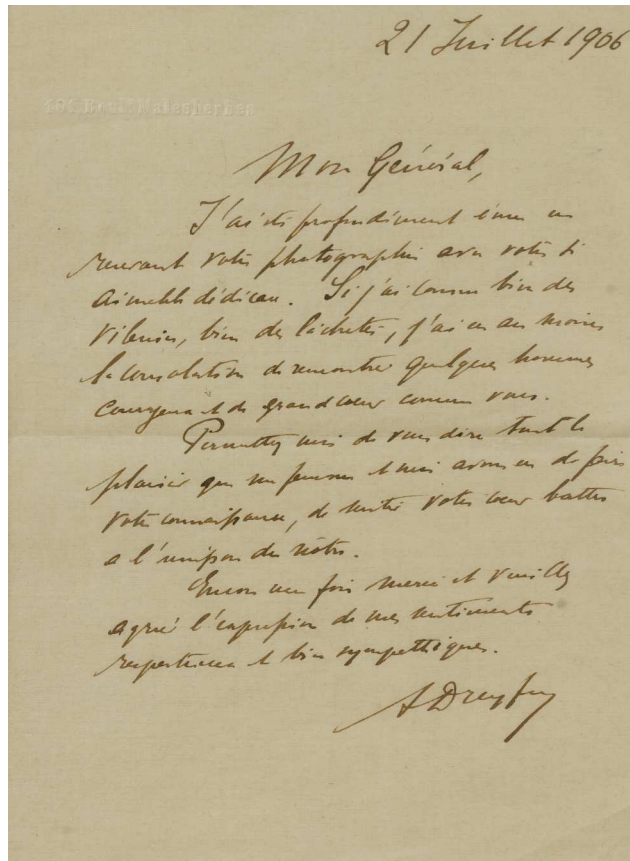 21 Juillet 1906
101, Boul.d Malesherbes
Mon Général,
J'ai été profondément ému en
recevant votre photographie avec votre si
aimable dédicace. Si j'ai connu bien des
vilenies, bien des lâchetés, j'ai eu au moins
la consolation de rencontrer quelques hommes
courageux et de grand cœur comme vous.
Permettez moi de vous dire tout le
plaisir que ma femme et moi avons eu de faire
votre connaissance, de sentir votre cœur battre
à l'unisson du nôtre.
Encore une fois merci et veuillez
agréer l'expression de mes sentiments
respectueux et bien sympathiques.
A Dreyfus